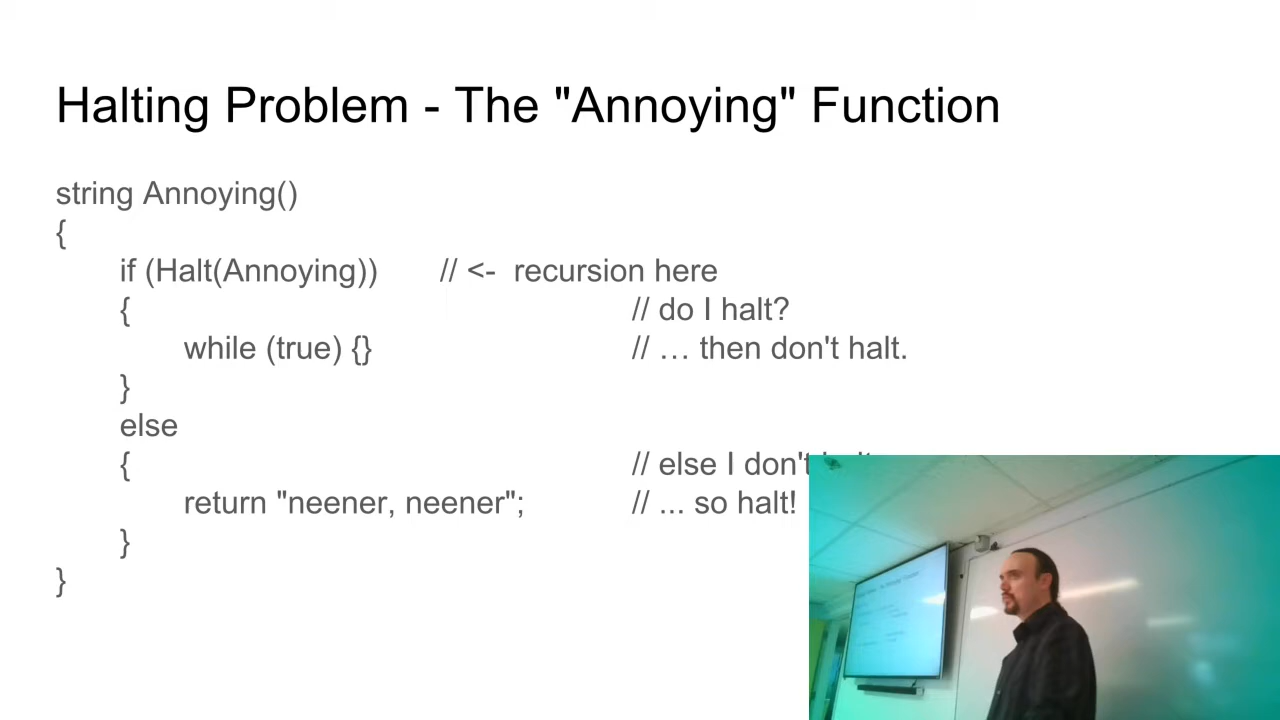 Halting Problem - The "Annoying" Function
string Annoying()
{
if (Halt(Annoying)) // <- recursion here
{ // do I halt?
while (true) {} // … then don't halt.
}
else
{ // else I don't
return "neener, neener"; // ... so halt!
}
}